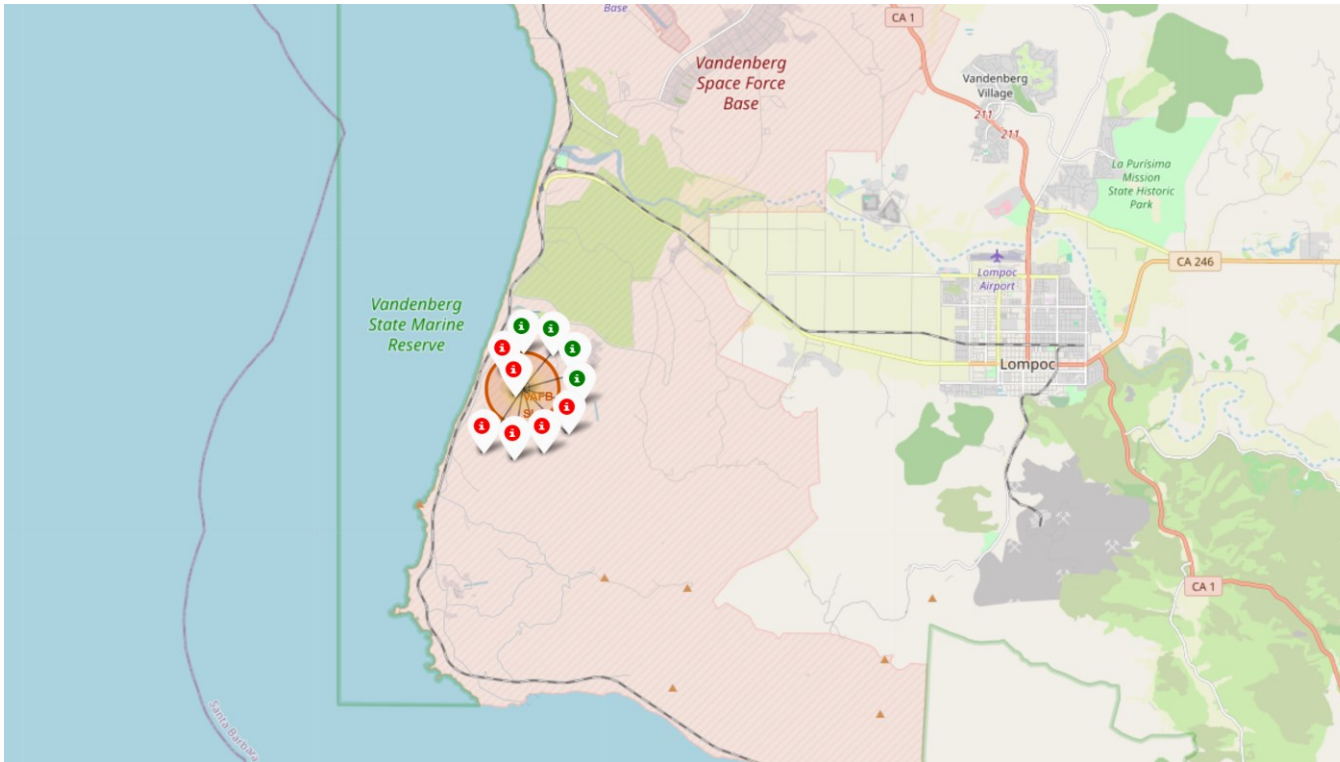 Base
CA 1
Vandenberg
Space Force
Base
Vandenberg
Village
211
211
La Purísima
Mission
State Historic
Park
CA 246
Lompoc
Airport
Vandenberg
State Marine
Reserve
Lompoc
VAFB
CA 1
Santa Barbara